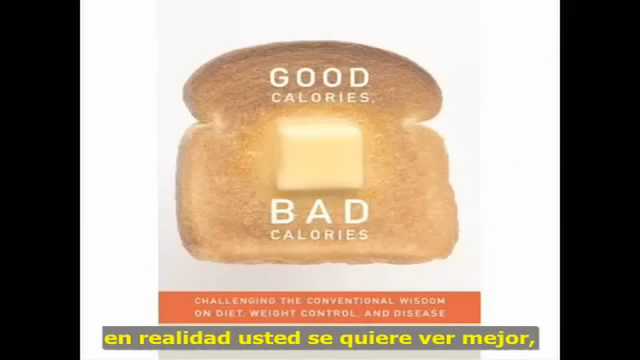 GOOD
CALORIES,
BAD
CALORIES
CHALLENGING THE CONVENTIONAL WISDOM
ON DIET, WEIGHT CONTROL, AND DISEASE
en realidad usted se quiere ver mejor,